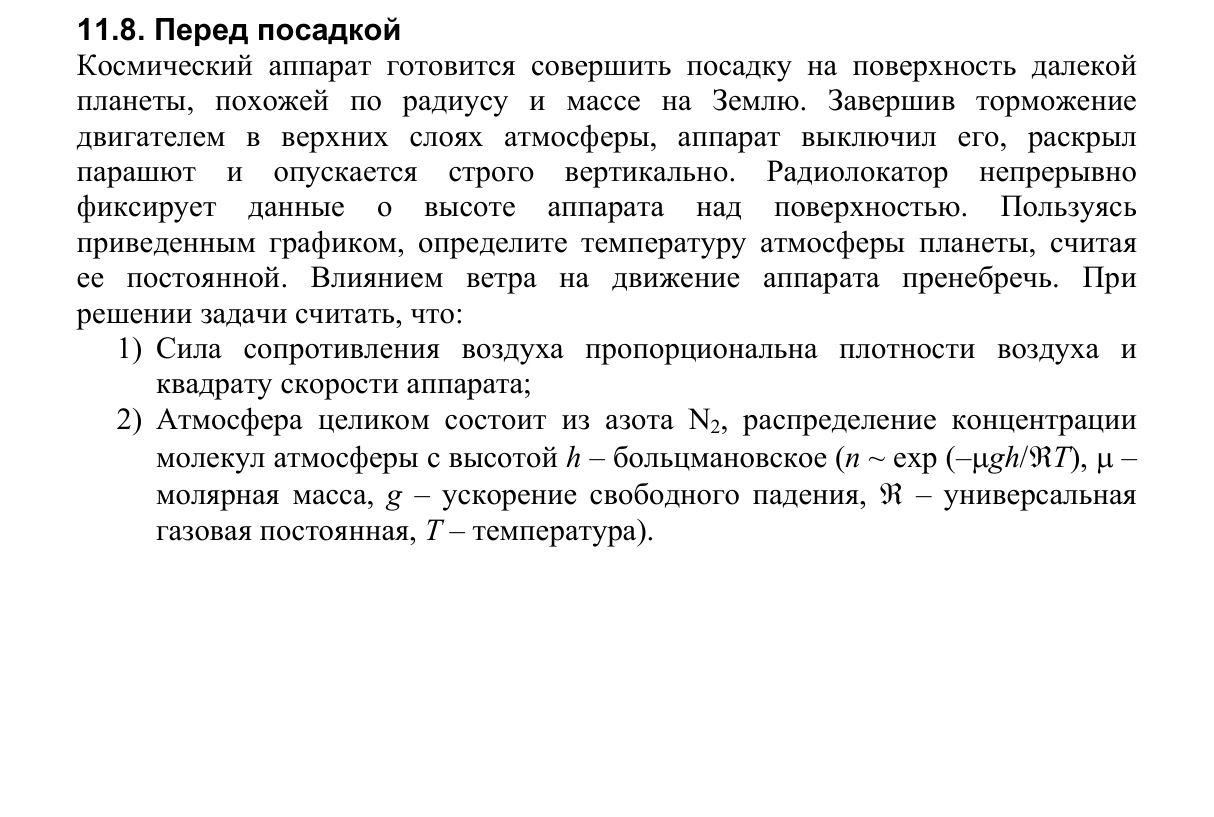 11.8. Перед посадкой
Космический аппарат готовится совершить посадку на поверхность далекой
планеты, похожей по радиусу и массе на Землю. Завершив торможение
двигателем в верхних слоях атмосферы, аппарат выключил его, раскрыл
парашют и опускается строго вертикально. Радиолокатор непрерывно
фиксирует данные о высоте аппарата над поверхностью. Пользуясь
приведенным графиком, определите температуру атмосферы планеты, считая
ее постоянной. Влиянием ветра на движение аппарата пренебречь. При
решении задачи считать, что:
1) Сила сопротивления воздуха пропорциональна плотности воздуха и
квадрату скорости аппарата;
2) Атмосфера целиком состоит из азота N₂, распределение концентрации
молекул атмосферы с высотой h – больцмановское (n ~ exp (–μgh/ℜT), μ –
молярная масса, g – ускорение свободного падения, ℜ – универсальная
газовая постоянная, T – температура).